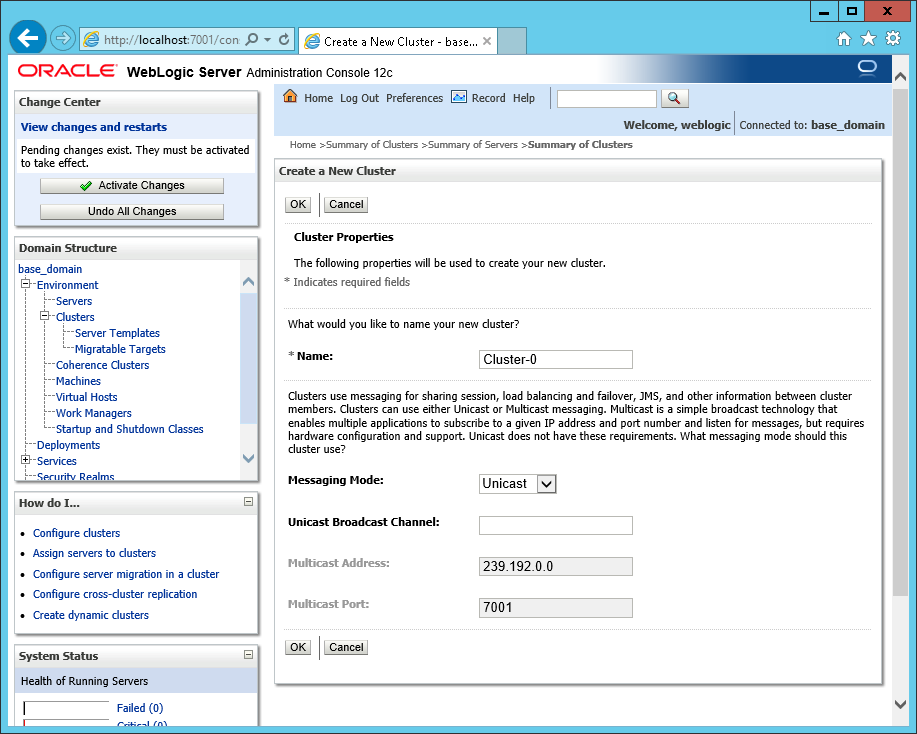 http://localhost:7001/con
Create a New Cluster - base...
ORACLE WebLogic Server Administration Console 12c
Change Center
View changes and restarts
Pending changes exist. They must be activated
to take effect.
Activate Changes
Undo All Changes
Domain Structure
base_domain
Environment
Servers
Clusters
Server Templates
Migratable Targets
Coherence Clusters
Machines
Virtual Hosts
Work Managers
Startup and Shutdown Classes
Deployments
Services
Security Realms
How do I...
Configure clusters
Assign servers to clusters
Configure server migration in a cluster
Configure cross-cluster replication
Create dynamic clusters
System Status
Health of Running Servers
Failed (0)
Critical (0)
Home Log Out Preferences Record Help
Welcome, weblogic Connected to: base_domain
Home >Summary of Clusters >Summary of Servers >Summary of Clusters
Create a New Cluster
OK Cancel
Cluster Properties
The following properties will be used to create your new cluster.
* Indicates required fields
What would you like to name your new cluster?
* Name: Cluster-0
Clusters use messaging for sharing session, load balancing and failover, JMS, and other information between cluster
members. Clusters can use either Unicast or Multicast messaging. Multicast is a simple broadcast technology that
enables multiple applications to subscribe to a given IP address and port number and listen for messages, but requires
hardware configuration and support. Unicast does not have these requirements. What messaging mode should this
cluster use?
Messaging Mode: Unicast
Unicast Broadcast Channel:
Multicast Address: 239.192.0.0
Multicast Port: 7001
OK Cancel